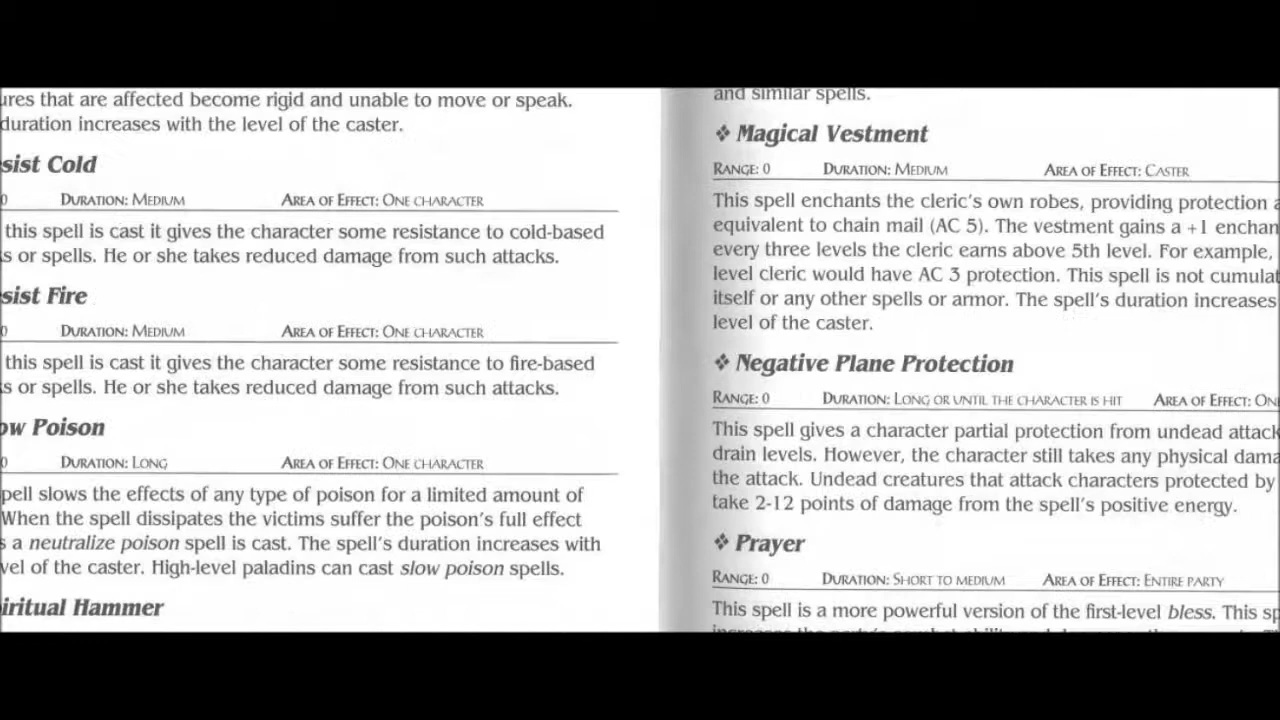 ures that are affected become rigid and unable to move or speak.
duration increases with the level of the caster.
sist Cold
0 DURATION: MEDIUM AREA OF EFFECT: ONE CHARACTER
this spell is cast it gives the character some resistance to cold-based
s or spells. He or she takes reduced damage from such attacks.
sist Fire
0 DURATION: MEDIUM AREA OF EFFECT: ONE CHARACTER
this spell is cast it gives the character some resistance to fire-based
s or spells. He or she takes reduced damage from such attacks.
ow Poison
0 DURATION: LONG AREA OF EFFECT: ONE CHARACTER
pell slows the effects of any type of poison for a limited amount of
When the spell dissipates the victims suffer the poison's full effect
s a neutralize poison spell is cast. The spell's duration increases with
vel of the caster. High-level paladins can cast slow poison spells.
iritual Hammer
and similar spells.
❖ Magical Vestment
RANGE: 0 DURATION: MEDIUM AREA OF EFFECT: CASTER
This spell enchants the cleric's own robes, providing protection a
equivalent to chain mail (AC 5). The vestment gains a +1 enchan
every three levels the cleric earns above 5th level. For example,
level cleric would have AC 3 protection. This spell is not cumulat
itself or any other spells or armor. The spell's duration increases
level of the caster.
❖ Negative Plane Protection
RANGE: 0 DURATION: LONG OR UNTIL THE CHARACTER IS HIT AREA OF EFFECT: ON
This spell gives a character partial protection from undead attack
drain levels. However, the character still takes any physical dama
the attack. Undead creatures that attack characters protected by
take 2-12 points of damage from the spell's positive energy.
❖ Prayer
RANGE: 0 DURATION: SHORT TO MEDIUM AREA OF EFFECT: ENTIRE PARTY
This spell is a more powerful version of the first-level bless. This sp